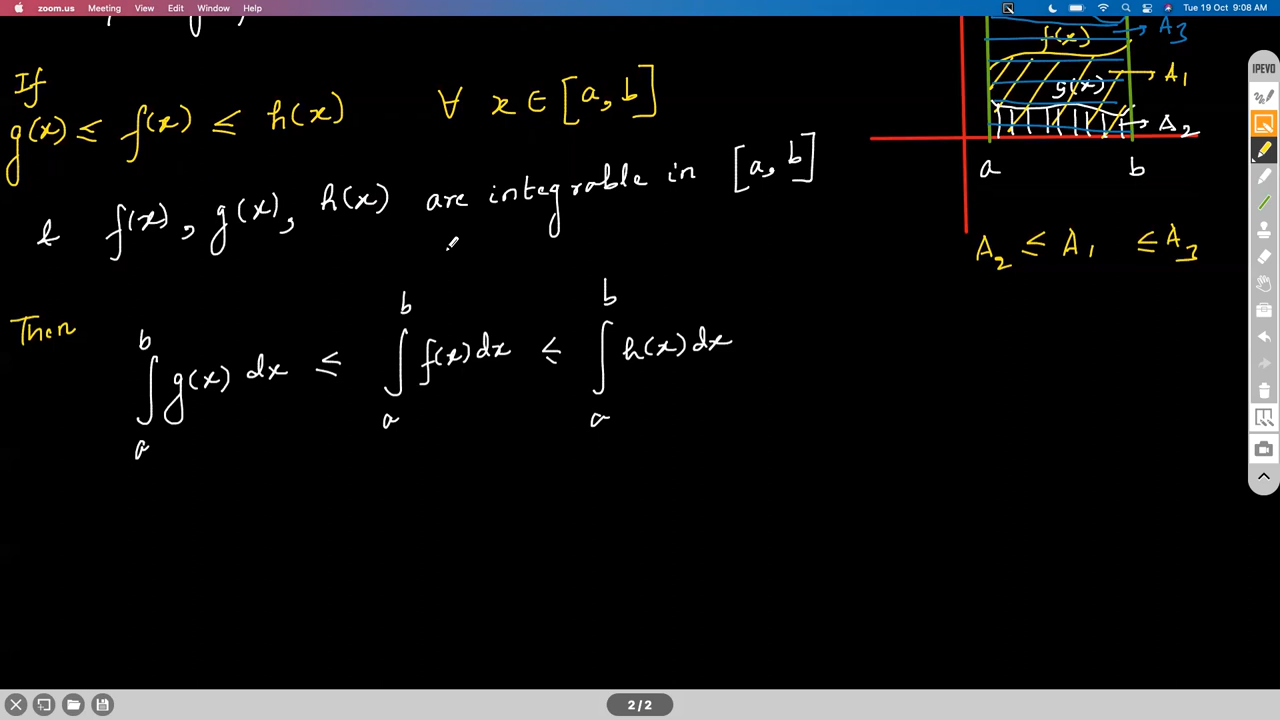 zoom.us Meeting View Edit Window Help Tue 19 Oct 9:08 AM
If
g(x) ≤ f(x) ≤ h(x) ∀ x ∈ [a, b]
& f(x), g(x), h(x) are integrable in [a, b]
Then
∫_a^b g(x) dx ≤ ∫_a^b f(x) dx ≤ ∫_a^b h(x) dx
A3
f(x)
A1
g(x)
A2
a b
A2 ≤ A1 ≤ A3
IPEVO
2/2